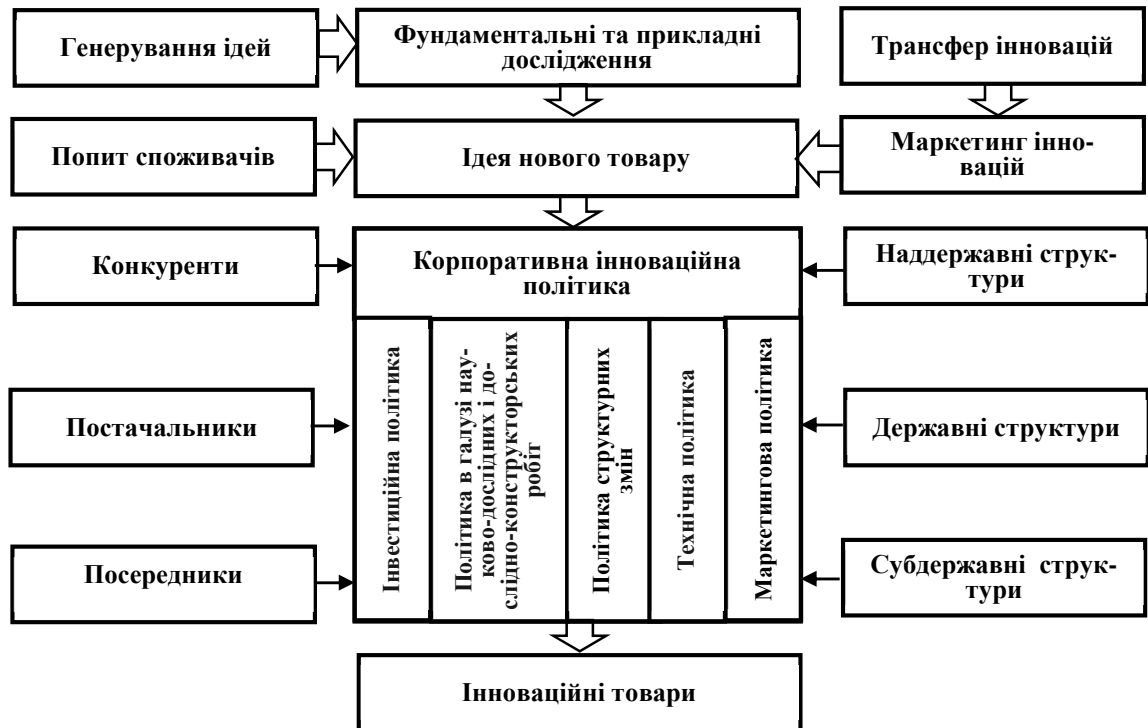 Генерування ідей
Фундаментальні та прикладні
дослідження
Трансфер інновацій
Попит споживачів
Ідея нового товару
Маркетинг інно-
вацій
Конкуренти
Корпоративна інноваційна
політика
Наддержавні струк-
тури
Постачальники
Інвестиційна політика
Політика в галузі нау-
ково-дослідних і до-
слідно-конструкторських
робіт
Політика структурних
змін
Технічна політика
Маркетингова політика
Державні структури
Посередники
Субдержавні струк-
тури
Інноваційні товари